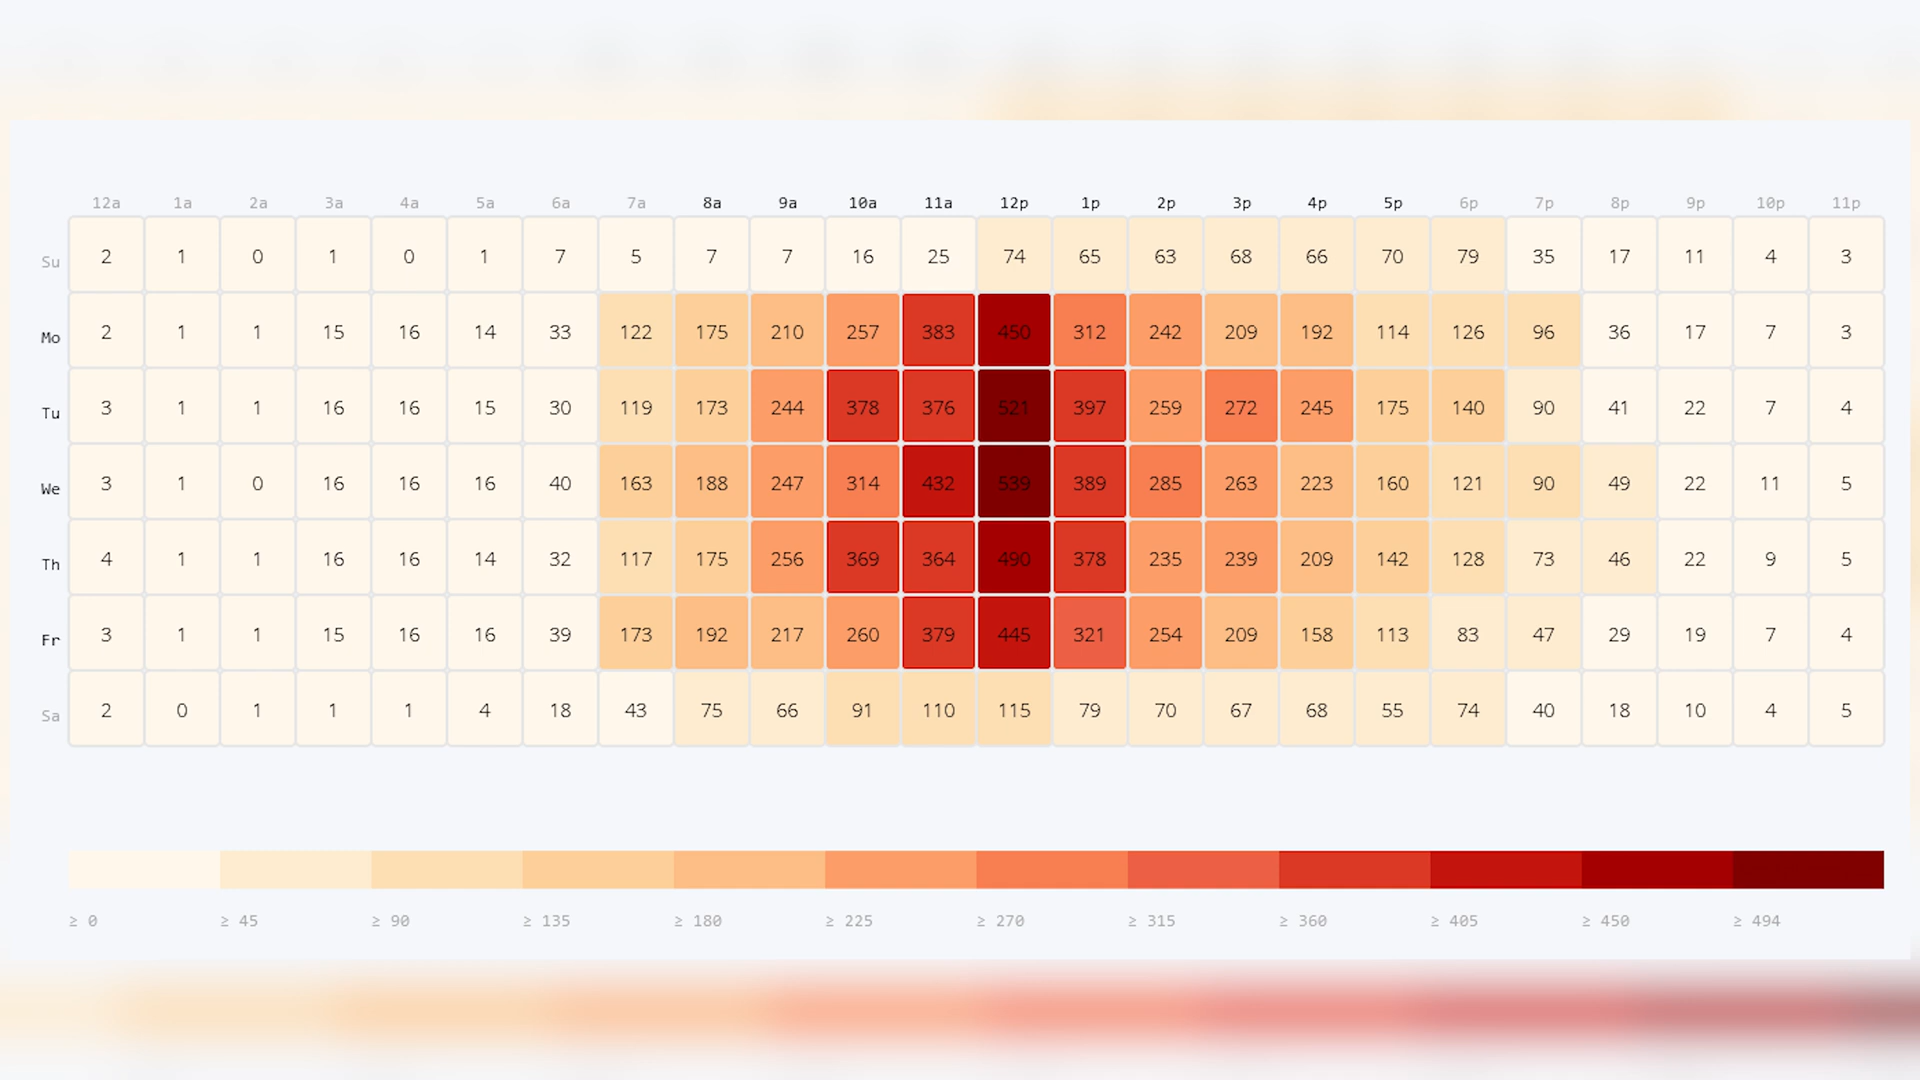 12a 1a 2a 3a 4a 5a 6a 7a 8a 9a 10a 11a 12p 1p 2p 3p 4p 5p 6p 7p 8p 9p 10p 11p
Su 2 1 0 1 0 1 7 5 7 7 16 25 74 65 63 68 66 70 79 35 17 11 4 3
Mo 2 1 1 15 16 14 33 122 175 210 257 383 450 312 242 209 192 114 126 96 36 17 7 3
Tu 3 1 1 16 16 15 30 119 173 244 378 376 521 397 259 272 245 175 140 90 41 22 7 4
We 3 1 0 16 16 16 40 163 188 247 314 432 539 389 285 263 223 160 121 90 49 22 11 5
Th 4 1 1 16 16 14 32 117 175 256 369 364 490 378 235 239 209 142 128 73 46 22 9 5
Fr 3 1 1 15 16 16 39 173 192 217 260 379 445 321 254 209 158 113 83 47 29 19 7 4
Sa 2 0 1 1 1 4 18 43 75 66 91 110 115 79 70 67 68 55 74 40 18 10 4 5
≥ 0 ≥ 45 ≥ 90 ≥ 135 ≥ 180 ≥ 225 ≥ 270 ≥ 315 ≥ 360 ≥ 405 ≥ 450 ≥ 494